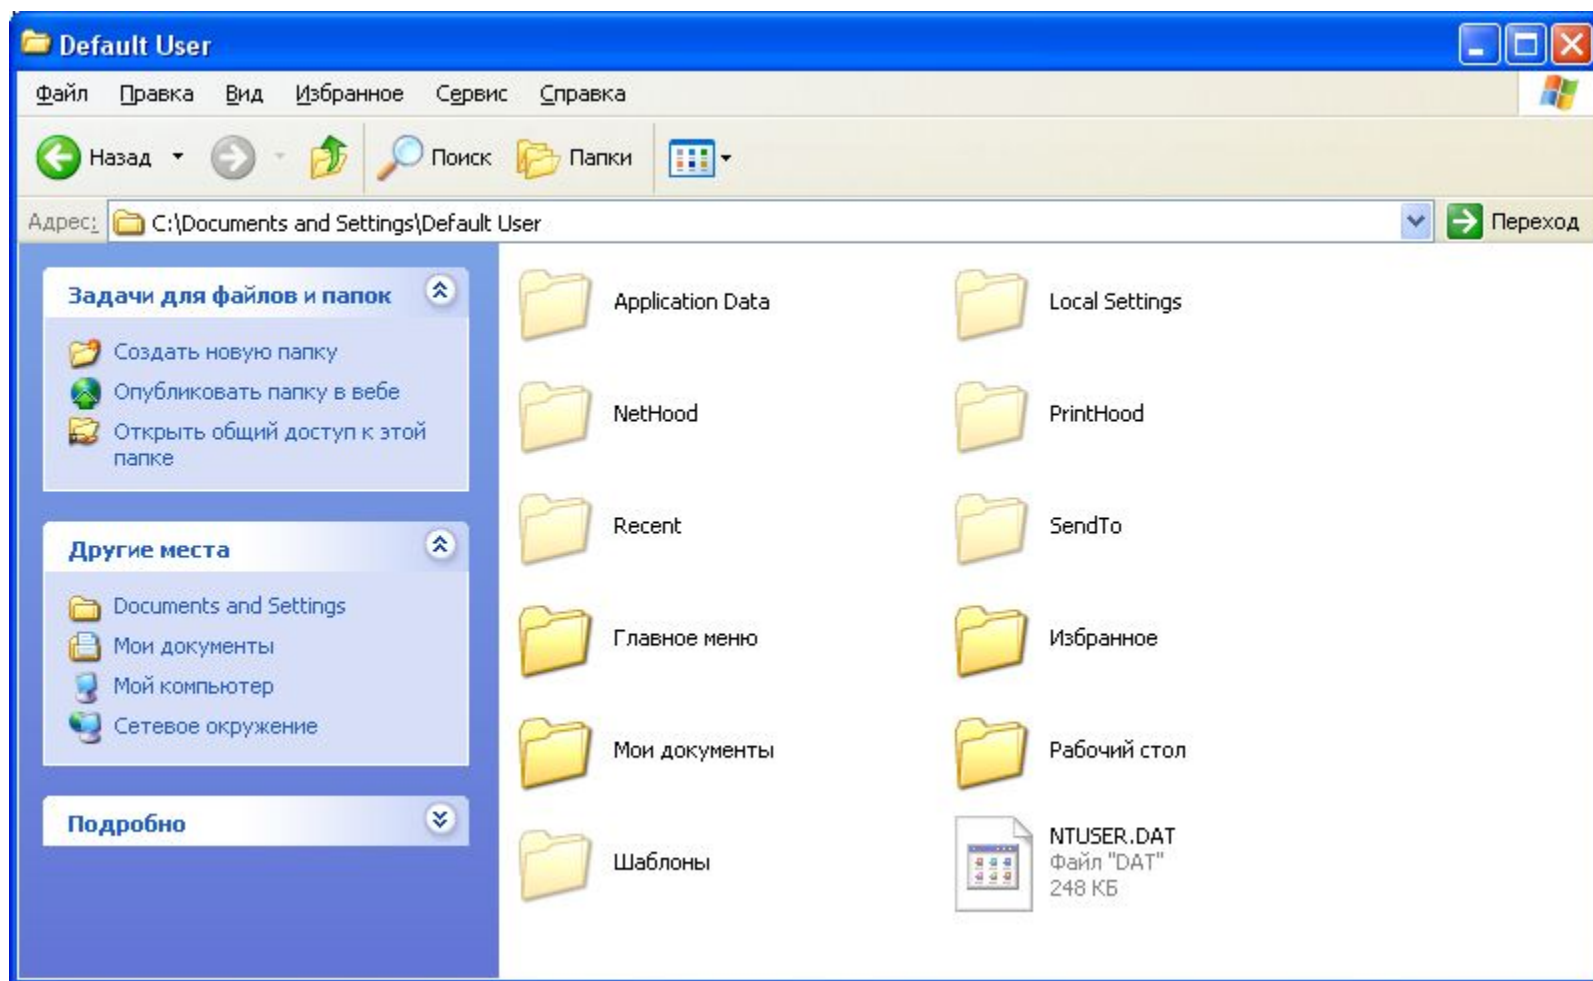 Default User
Файл Правка Вид Избранное Сервис Справка
Назад Поиск Папки
Адрес: C:\Documents and Settings\Default User Переход
Задачи для файлов и папок
Создать новую папку
Опубликовать папку в вебе
Открыть общий доступ к этой
папке
Другие места
Documents and Settings
Мои документы
Мой компьютер
Сетевое окружение
Подробно
Application Data
Local Settings
NetHood
PrintHood
Recent
SendTo
Главное меню
Избранное
Мои документы
Рабочий стол
Шаблоны
NTUSER.DAT
Файл "DAT"
248 КБ